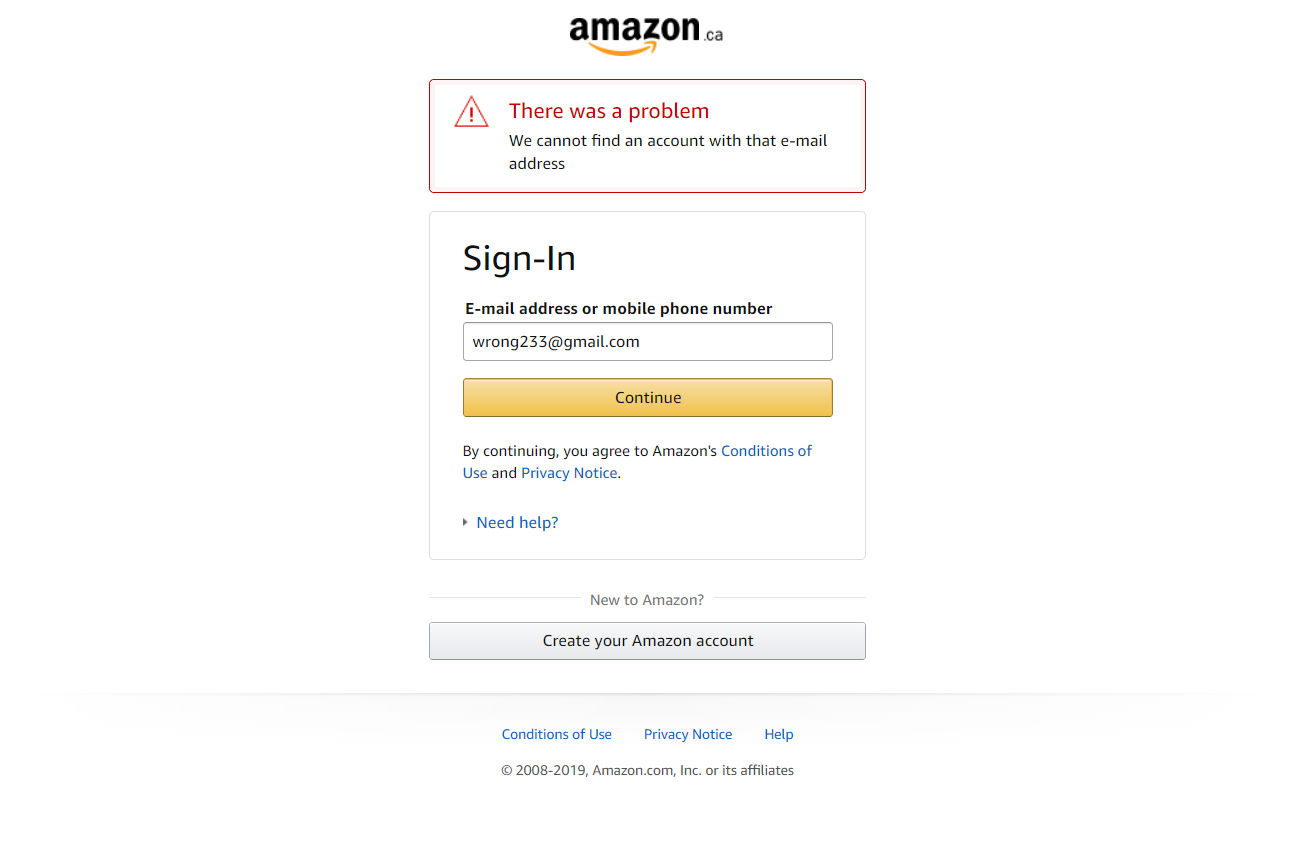 amazon.ca
There was a problem
We cannot find an account with that e-mail
address
Sign-In
E-mail address or mobile phone number
wrong233@gmail.com
Continue
By continuing, you agree to Amazon's Conditions of
Use and Privacy Notice.
Need help?
New to Amazon?
Create your Amazon account
Conditions of Use Privacy Notice Help
© 2008-2019, Amazon.com, Inc. or its affiliates